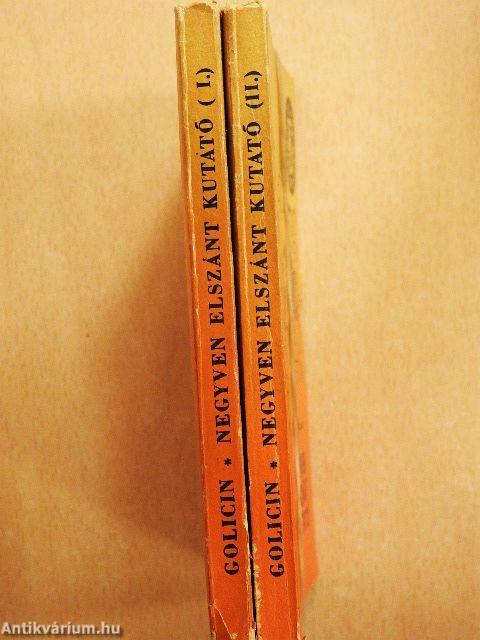 GOLICIN * NEGYVEN ELSZÁNT KUTATÓ ( I.)
GOLICIN * NEGYVEN ELSZÁNT KUTATÓ (II.)
Antikvárium.hu